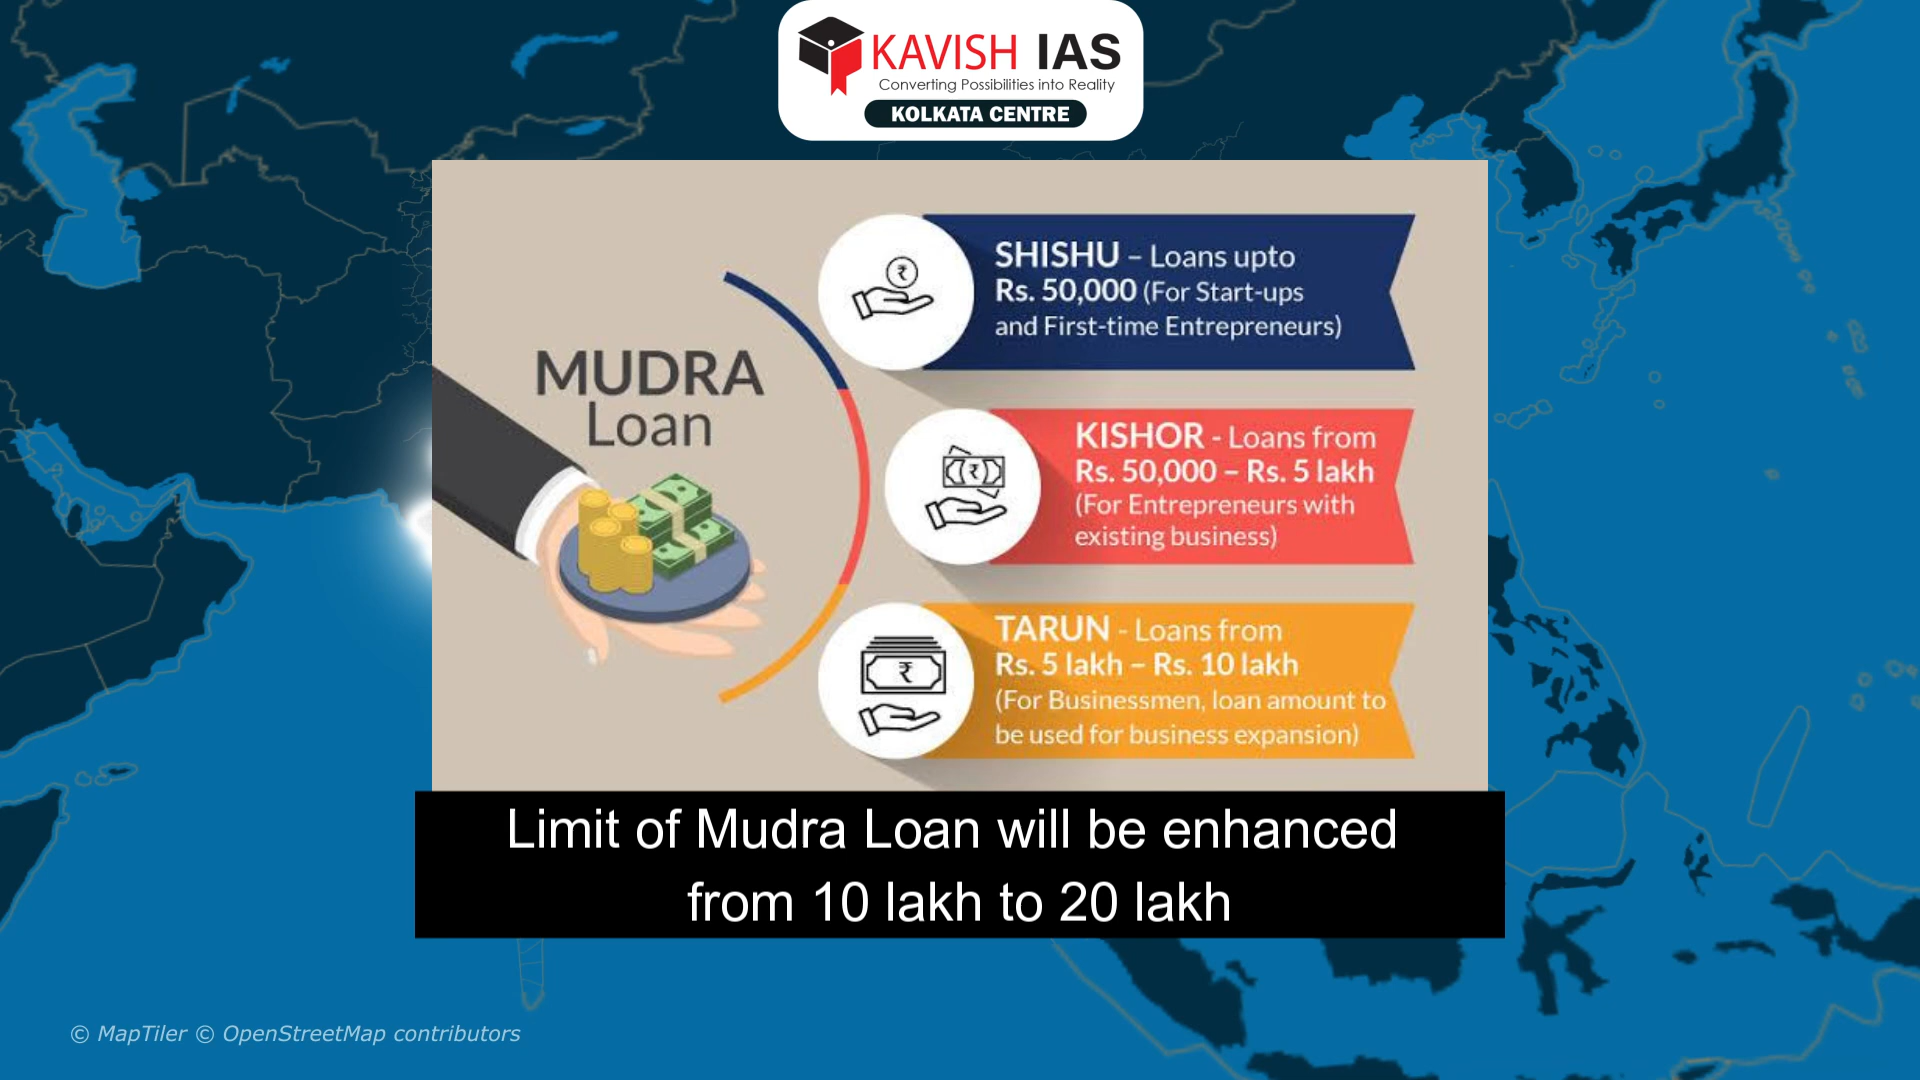 KAVISH IAS
Converting Possibilities into Reality
KOLKATA CENTRE
MUDRA
Loan
SHISHU – Loans upto
Rs. 50,000 (For Start-ups
and First-time Entrepreneurs)
KISHOR - Loans from
Rs. 50,000 – Rs. 5 lakh
(For Entrepreneurs with
existing business)
TARUN - Loans from
Rs. 5 lakh – Rs. 10 lakh
(For Businessmen, loan amount to
be used for business expansion)
Limit of Mudra Loan will be enhanced
from 10 lakh to 20 lakh
© MapTiler © OpenStreetMap contributors